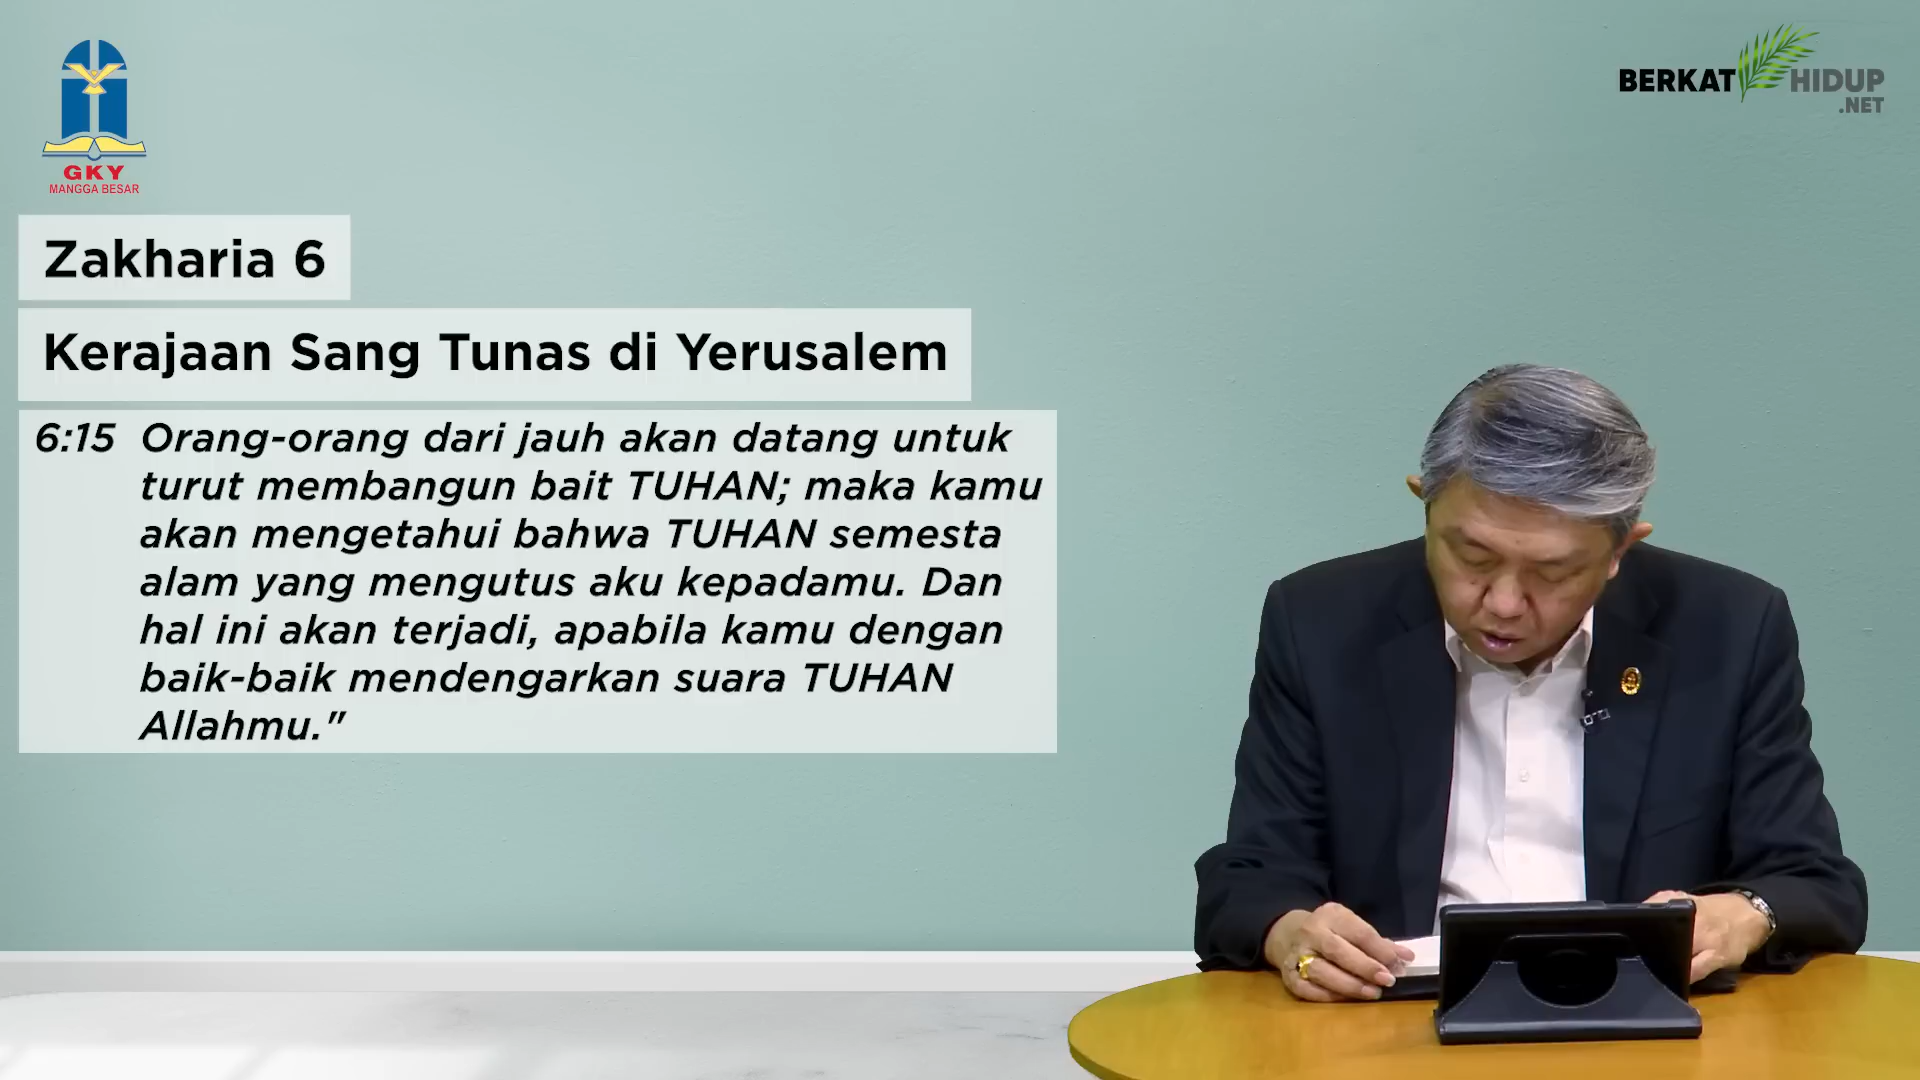 GKY
MANGGA BESAR
BERKAT HIDUP
.NET
Zakharia 6
Kerajaan Sang Tunas di Yerusalem
6:15 Orang-orang dari jauh akan datang untuk
turut membangun bait TUHAN; maka kamu
akan mengetahui bahwa TUHAN semesta
alam yang mengutus aku kepadamu. Dan
hal ini akan terjadi, apabila kamu dengan
baik-baik mendengarkan suara TUHAN
Allahmu."